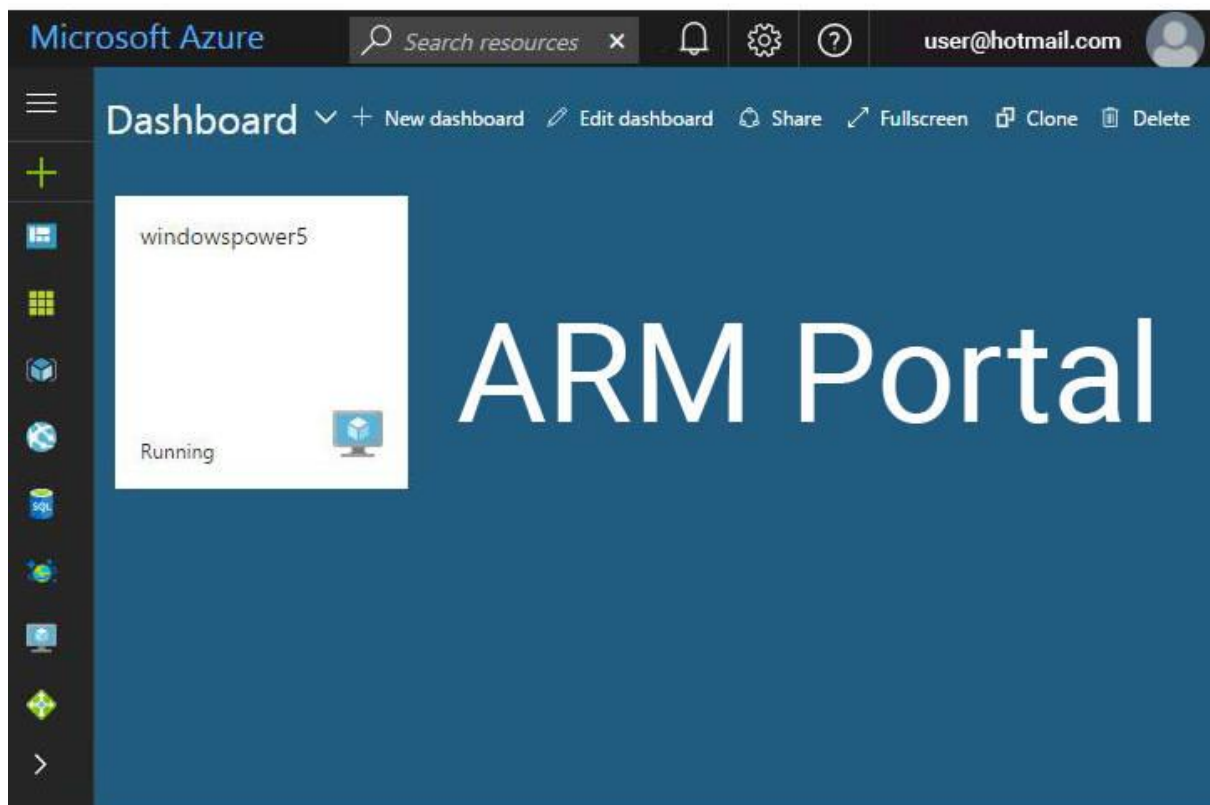 Microsoft Azure
Search resources
user@hotmail.com
Dashboard
New dashboard
Edit dashboard
Share
Fullscreen
Clone
Delete
windowspower5
ARM Portal
Running
SQL